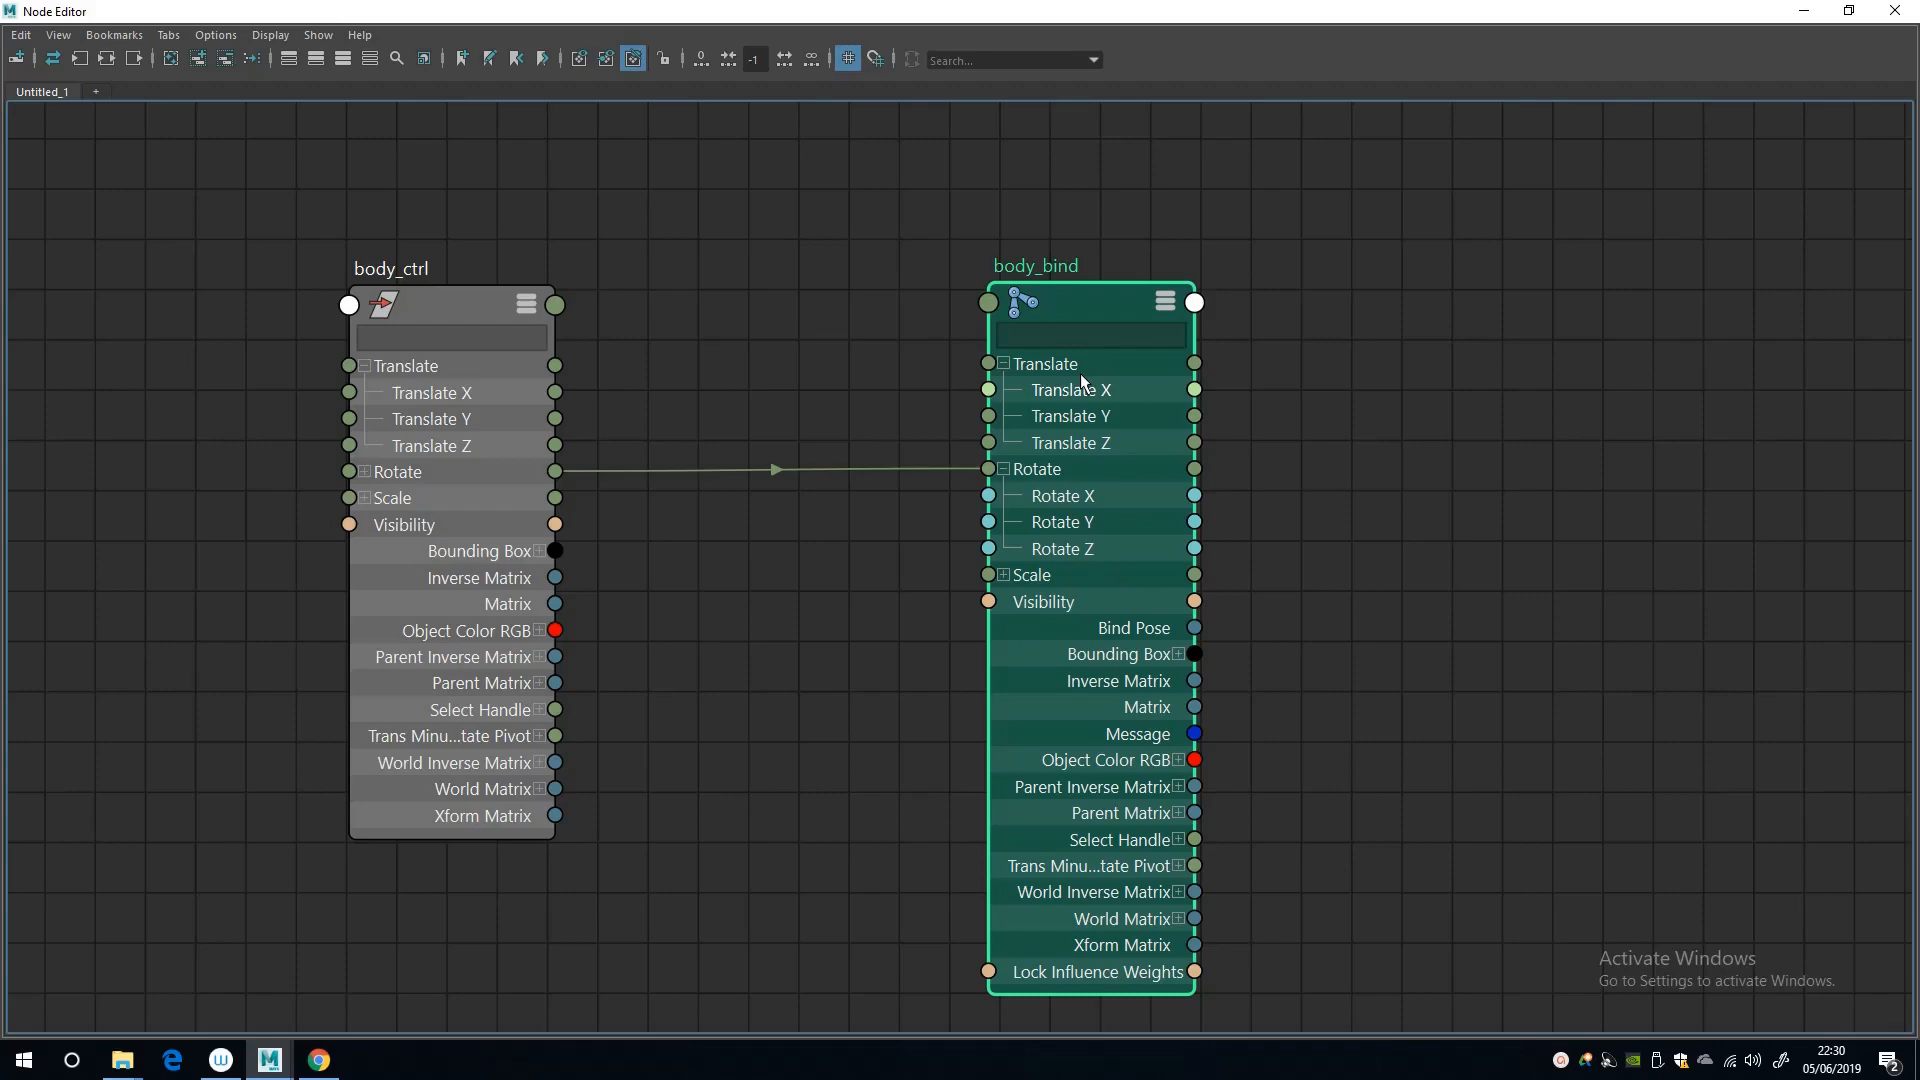 Node Editor
Edit View Bookmarks Tabs Options Display Show Help
-1
Search...
Untitled_1 +
body_ctrl
Translate
Translate X
Translate Y
Translate Z
Rotate
Scale
Visibility
Bounding Box
Inverse Matrix
Matrix
Object Color RGB
Parent Inverse Matrix
Parent Matrix
Select Handle
Trans Minu...tate Pivot
World Inverse Matrix
World Matrix
Xform Matrix
body_bind
Translate
Translate X
Translate Y
Translate Z
Rotate
Rotate X
Rotate Y
Rotate Z
Scale
Visibility
Bind Pose
Bounding Box
Inverse Matrix
Matrix
Message
Object Color RGB
Parent Inverse Matrix
Parent Matrix
Select Handle
Trans Minu...tate Pivot
World Inverse Matrix
World Matrix
Xform Matrix
Lock Influence Weights
Activate Windows
Go to Settings to activate Windows.
22:30
05/06/2019
2